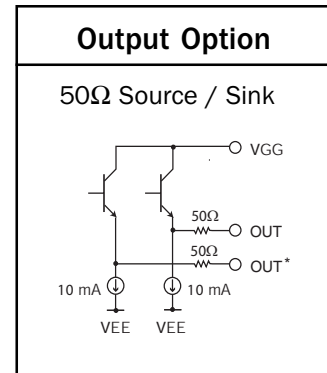 Output Option
50Ω Source / Sink
VGG
50Ω
OUT
50Ω
OUT*
10 mA
10 mA
VEE
VEE